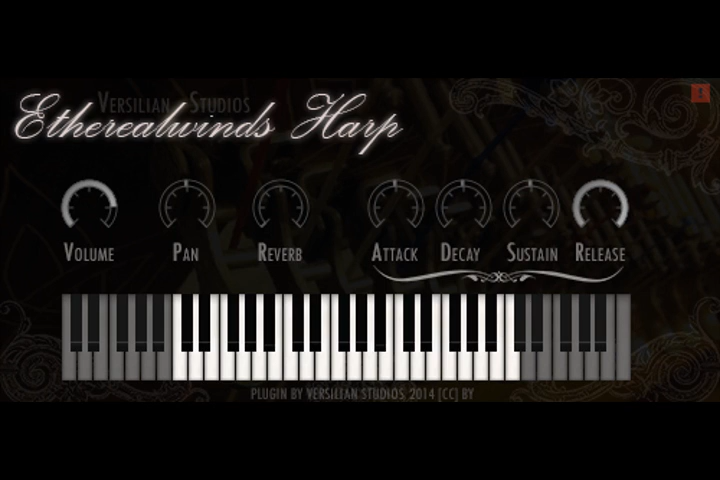 VERSILIAN STUDIOS
Etherealwinds Harp
VOLUME PAN REVERB ATTACK DECAY SUSTAIN RELEASE
PLUGIN BY VERSILIAN STUDIOS 2014 [CC] BY